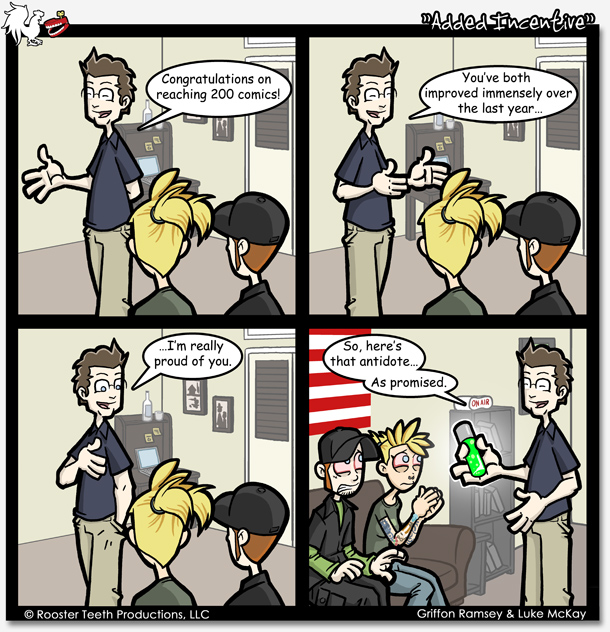 "Added Incentive"
Congratulations on
reaching 200 comics!
You've both
improved immensely over
the last year...
...I'm really
proud of you.
So, here's
that antidote...
As promised.
ON AIR
© Rooster Teeth Productions, LLC
Griffon Ramsey & Luke McKay